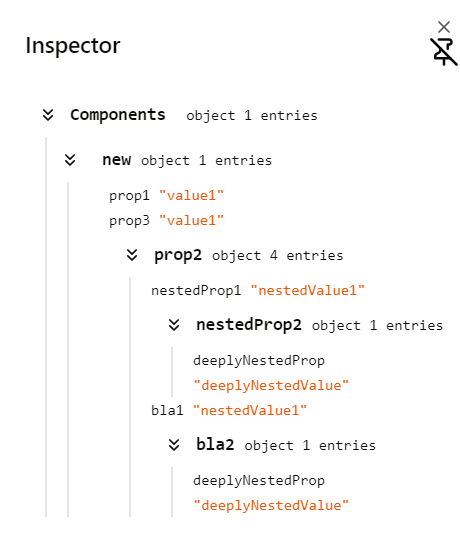 Inspector
Components object 1 entries
new object 1 entries
prop1 "value1"
prop3 "value1"
prop2 object 4 entries
nestedProp1 "nestedValue1"
nestedProp2 object 1 entries
deeplyNestedProp
"deeplyNestedValue"
bla1 "nestedValue1"
bla2 object 1 entries
deeplyNestedProp
"deeplyNestedValue"